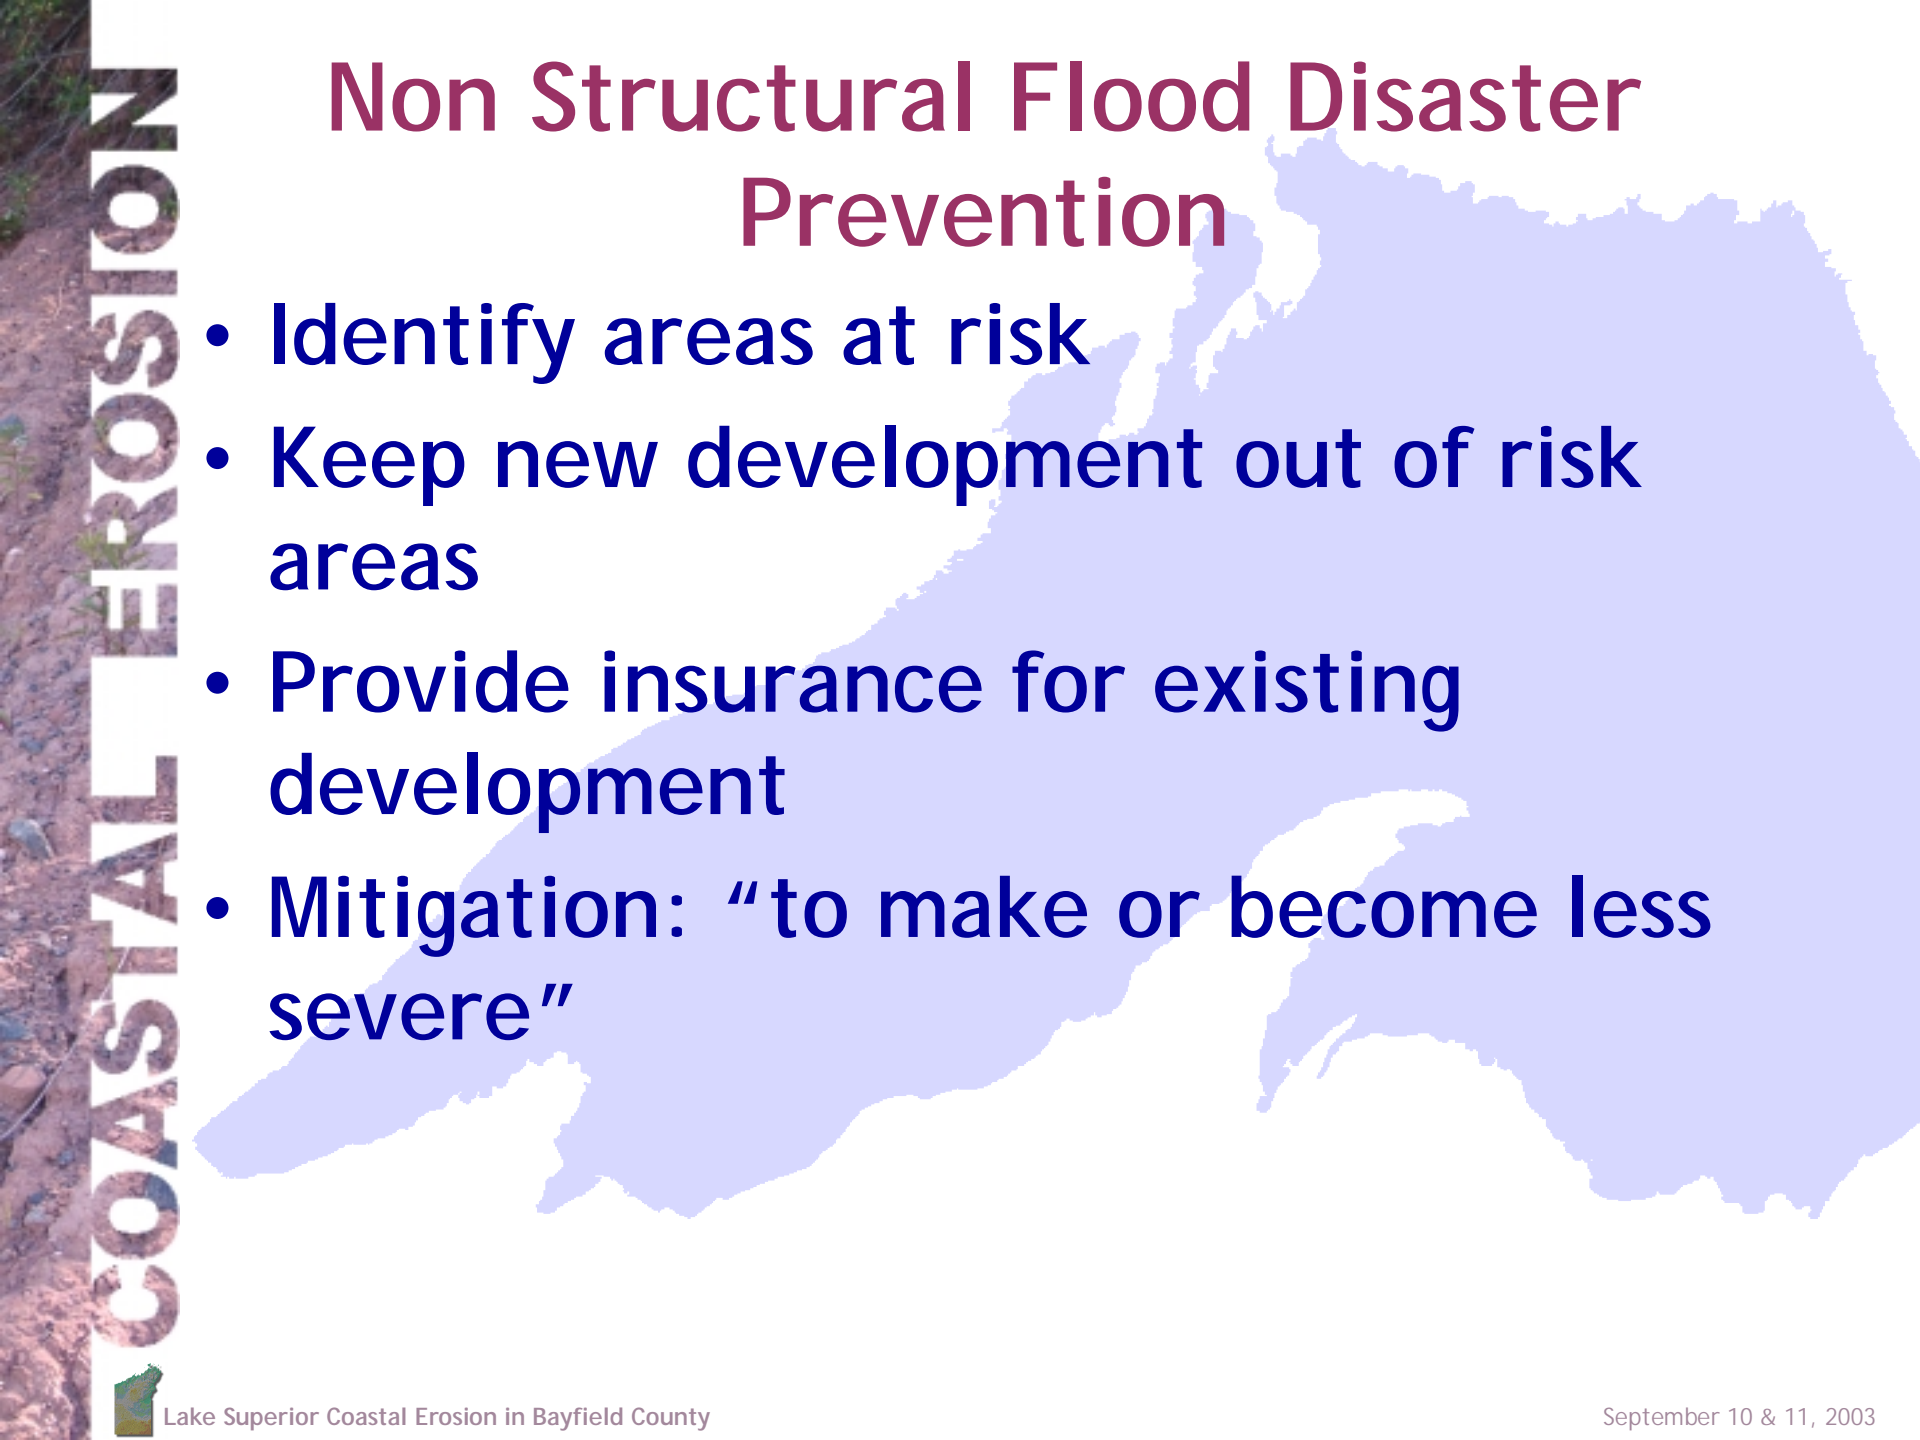 Non Structural Flood Disaster
Prevention
• Identify areas at risk
• Keep new development out of risk
areas
• Provide insurance for existing
development
• Mitigation: “to make or become less
severe”
COASTAL EROSION
Lake Superior Coastal Erosion in Bayfield County
September 10 & 11, 2003